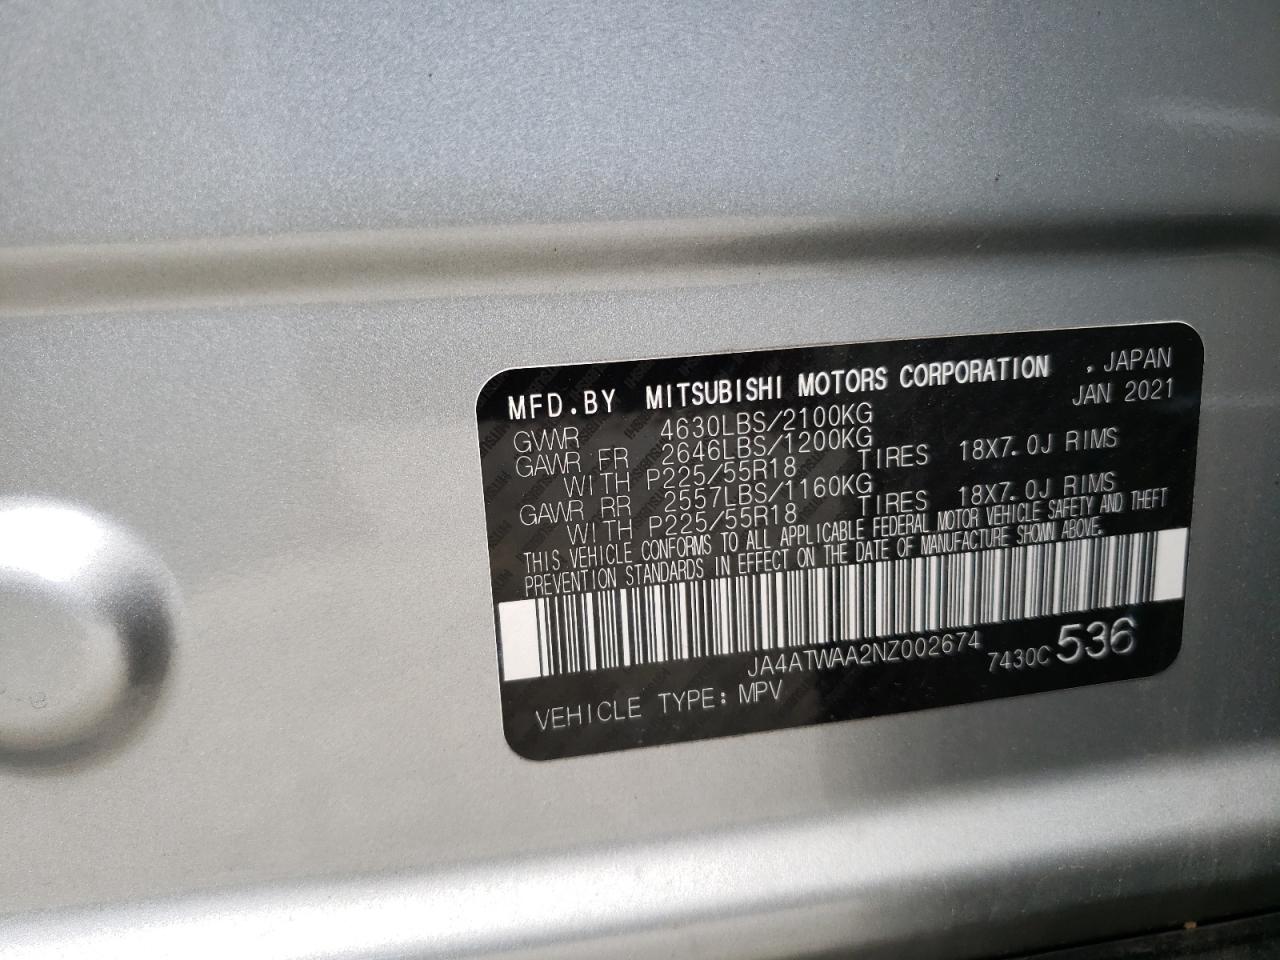 MFD.BY MITSUBISHI MOTORS CORPORATION . JAPAN
JAN 2021
GVWR 4630LBS/2100KG
GAWR FR 2646LBS/1200KG
WITH P225/55R18 TIRES 18X7.0J RIMS
GAWR RR 2557LBS/1160KG
WITH P225/55R18 TIRES 18X7.0J RIMS
THIS VEHICLE CONFORMS TO ALL APPLICABLE FEDERAL MOTOR VEHICLE SAFETY AND THEFT
PREVENTION STANDARDS IN EFFECT ON THE DATE OF MANUFACTURE SHOWN ABOVE.
JA4ATWAA2NZ002674 7430C 536
VEHICLE TYPE: MPV